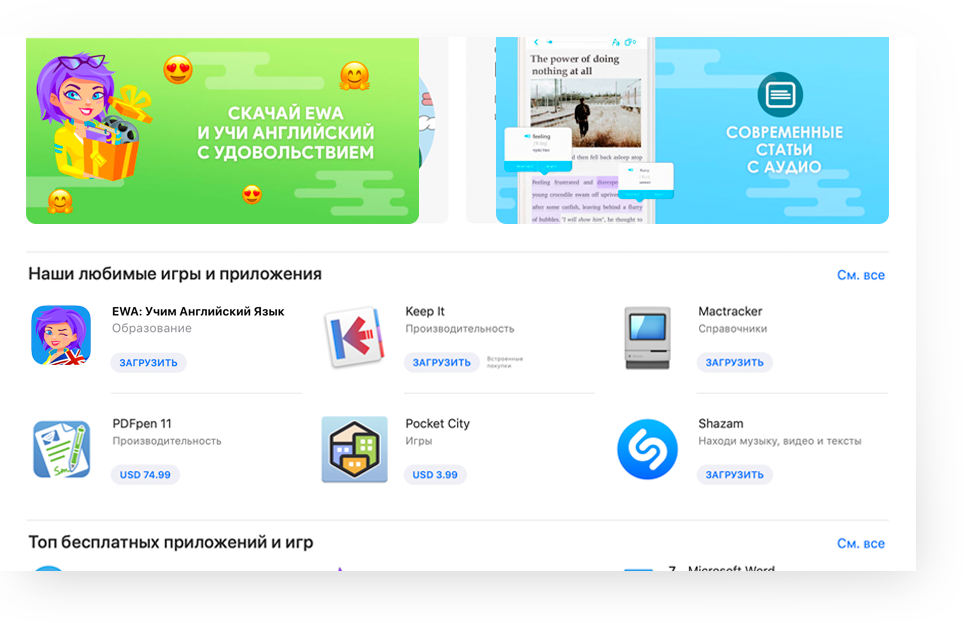 СКАЧАЙ EWA
И УЧИ АНГЛИЙСКИЙ
С УДОВОЛЬСТВИЕМ
The power of doing
nothing at all
feeling
чувство
then fell back asleep atop
flurry
Feeling frustrated and
young crocodile swam off
after some catfish, leaving behind a flurry
of bubbles. "I will show him", he thought to
СОВРЕМЕННЫЕ
СТАТЬИ
С АУДИО
Наши любимые игры и приложения
См. все
EWA: Учим Английский Язык
Образование
ЗАГРУЗИТЬ
Keep It
Производительность
ЗАГРУЗИТЬ
Встроенные
покупки
Mactracker
Справочники
ЗАГРУЗИТЬ
PDFpen 11
Производительность
USD 74.99
Pocket City
Игры
USD 3.99
Shazam
Находи музыку, видео и тексты
ЗАГРУЗИТЬ
Топ бесплатных приложений и игр
См. все
7 Microsoft Word